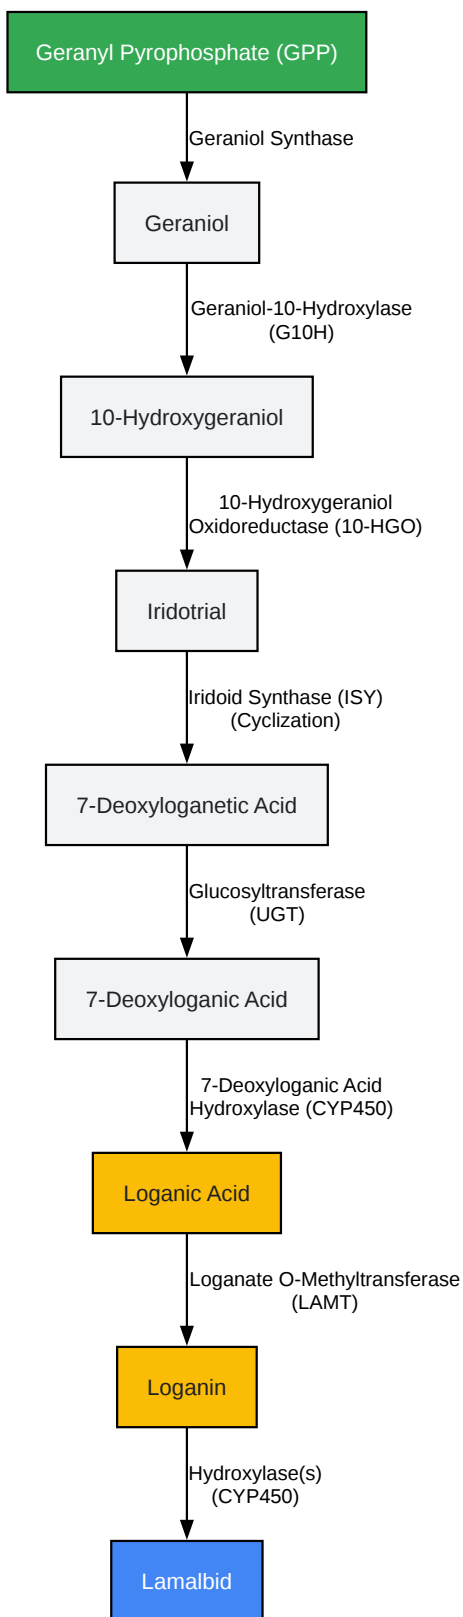 Geranyl Pyrophosphate (GPP)
Geraniol Synthase
Geraniol
Geraniol-10-Hydroxylase
(G10H)
10-Hydroxygeraniol
10-Hydroxygeraniol
Oxidoreductase (10-HGO)
Iridotrial
Iridoid Synthase (ISY)
(Cyclization)
7-Deoxyloganetic Acid
Glucosyltransferase
(UGT)
7-Deoxyloganic Acid
7-Deoxyloganic Acid
Hydroxylase (CYP450)
Loganic Acid
Loganate O-Methyltransferase
(LAMT)
Loganin
Hydroxylase(s)
(CYP450)
Lamalbid